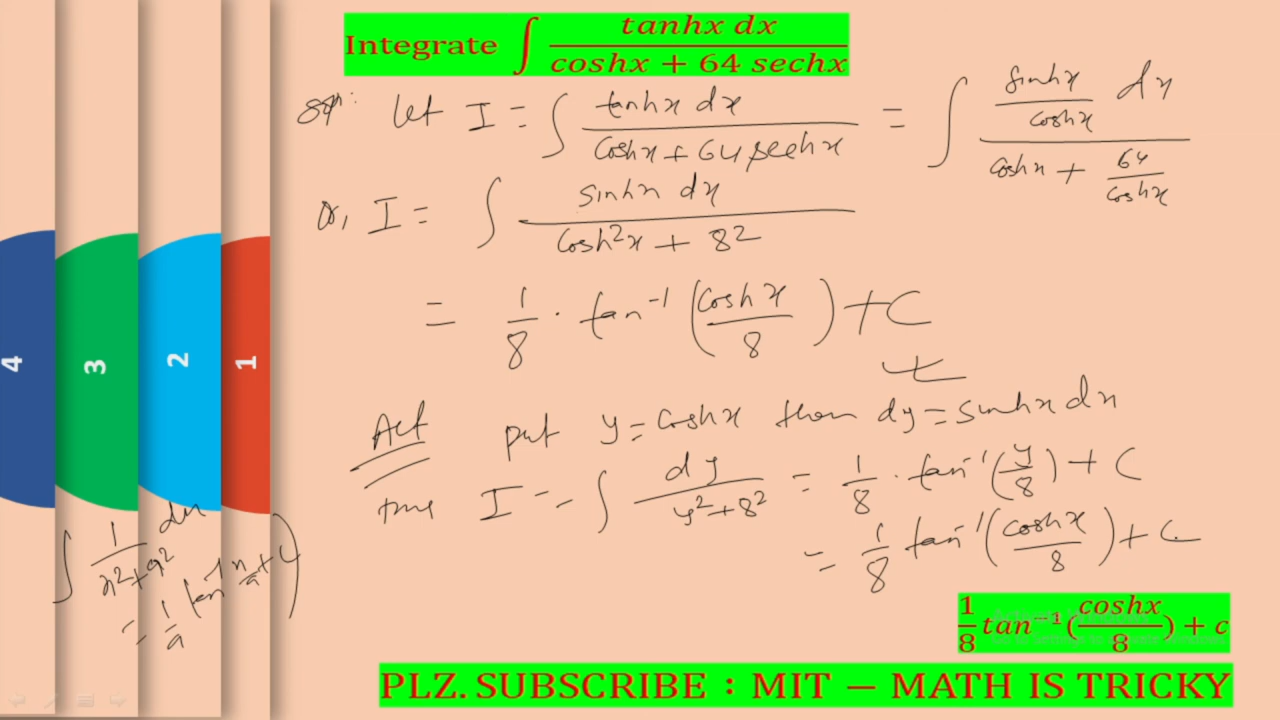 Integrate ∫ tanhx dx / coshx + 64 sechx
Soln: Let I = ∫ tanhx dx / coshx + 64 sechx = ∫ (sinhx / coshx) dx / coshx + 64 / coshx
Or, I = ∫ sinhx dx / cosh²x + 8²
= 1/8 · tan⁻¹ (coshx / 8) + C
put y = coshx then dy = sinhx dx
I = ∫ dy / y² + 8² = 1/8 · tan⁻¹ (y/8) + C
= 1/8 tan⁻¹ (coshx / 8) + C
∫ 1 / x² + a² dx
= 1/a tan⁻¹ x/a + C
4
3
2
1
1/8 tan⁻¹ (coshx / 8) + c
PLZ. SUBSCRIBE : MIT − MATH IS TRICKY